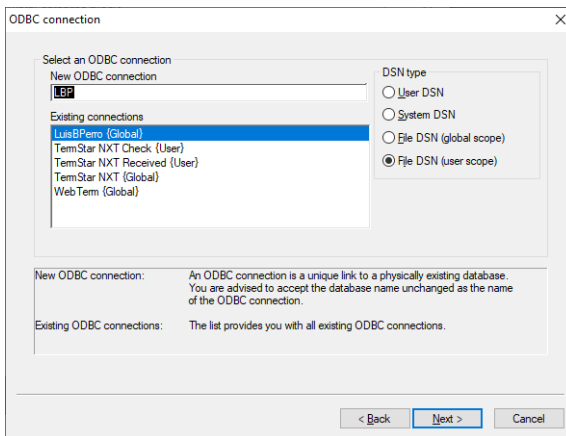 ODBC connection
Select an ODBC connection
New ODBC connection
LBP
Existing connections
LuisBPerro {Global}
TermStar NXT Check {User}
TermStar NXT Received {User}
TermStar NXT {Global}
WebTerm {Global}
DSN type
User DSN
System DSN
File DSN (global scope)
File DSN (user scope)
New ODBC connection: An ODBC connection is a unique link to a physically existing database.
You are advised to accept the database name unchanged as the name
of the ODBC connection.
Existing ODBC connections: The list provides you with all existing ODBC connections.
< Back Next > Cancel